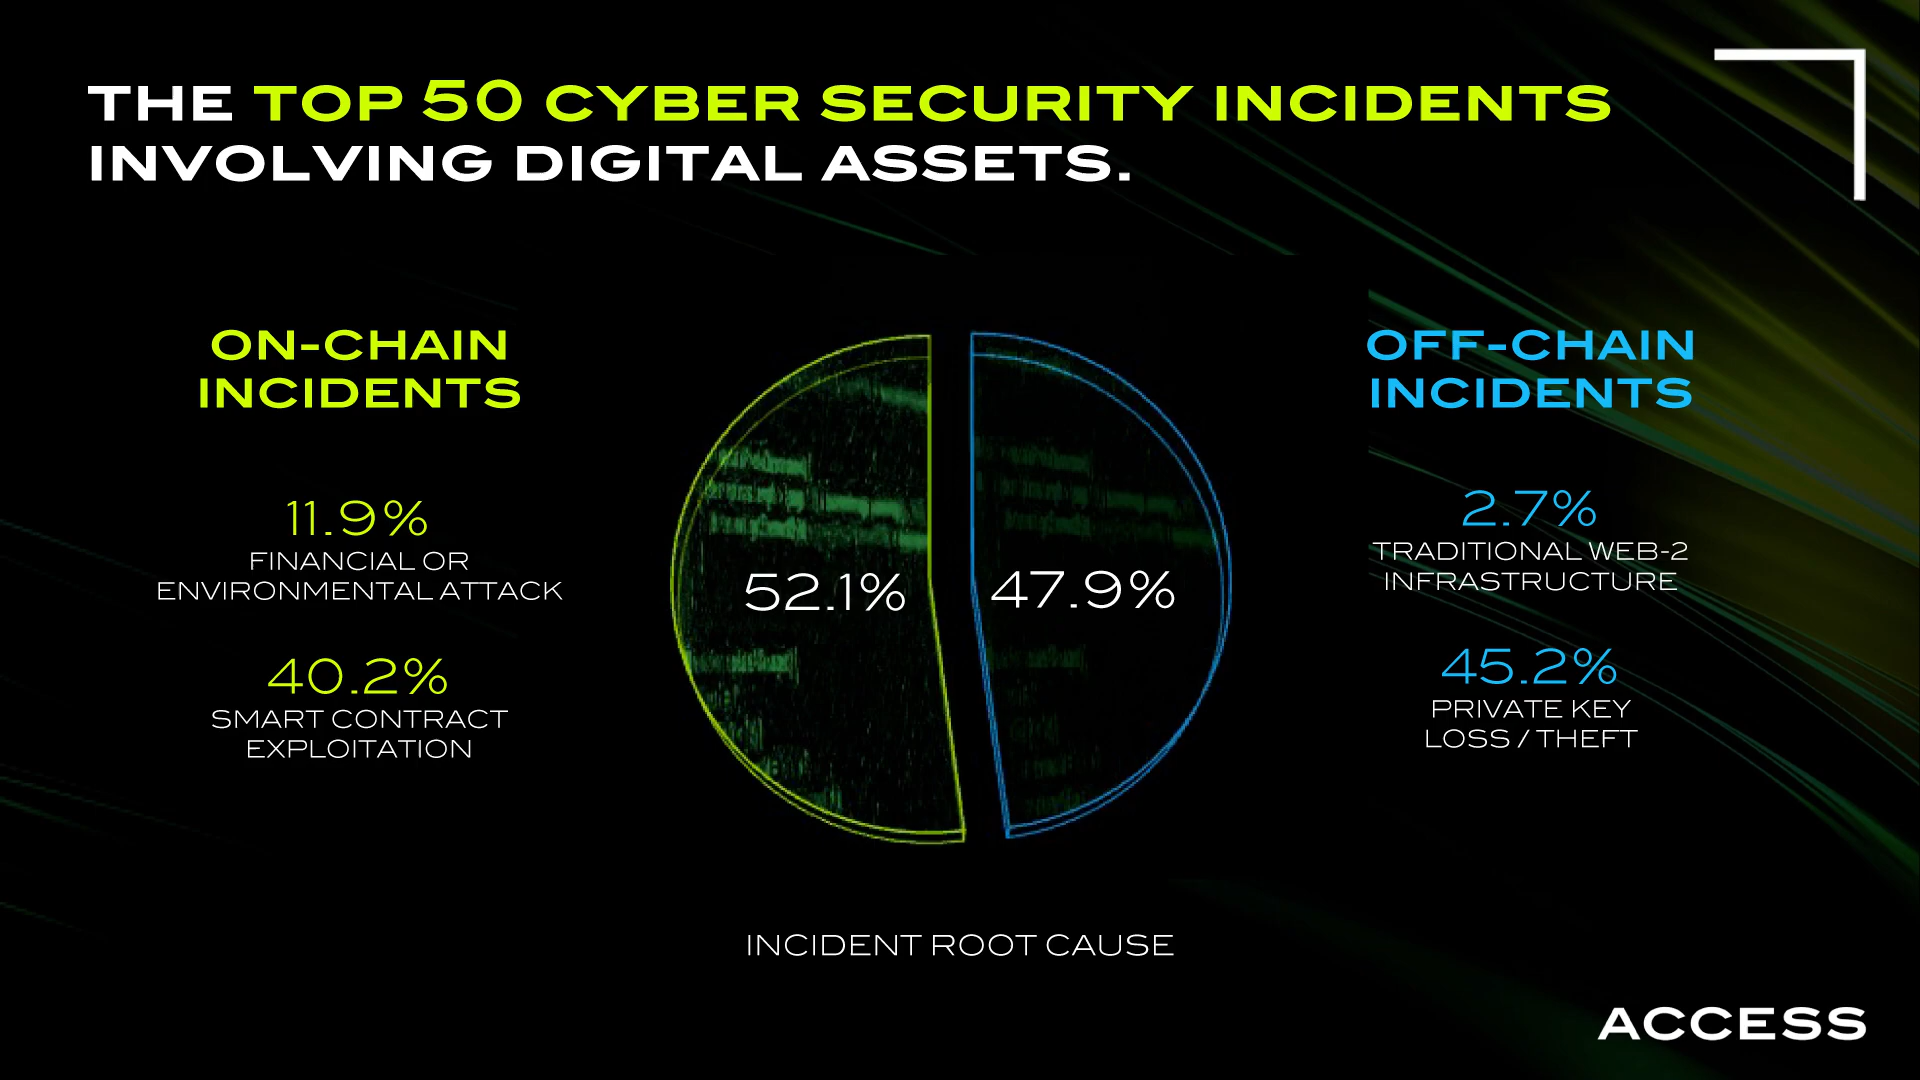 THE TOP 50 CYBER SECURITY INCIDENTS
INVOLVING DIGITAL ASSETS.
ON-CHAIN
INCIDENTS
11.9%
FINANCIAL OR
ENVIRONMENTAL ATTACK
40.2%
SMART CONTRACT
EXPLOITATION
52.1%
47.9%
OFF-CHAIN
INCIDENTS
2.7%
TRADITIONAL WEB-2
INFRASTRUCTURE
45.2%
PRIVATE KEY
LOSS / THEFT
INCIDENT ROOT CAUSE
ACCESS